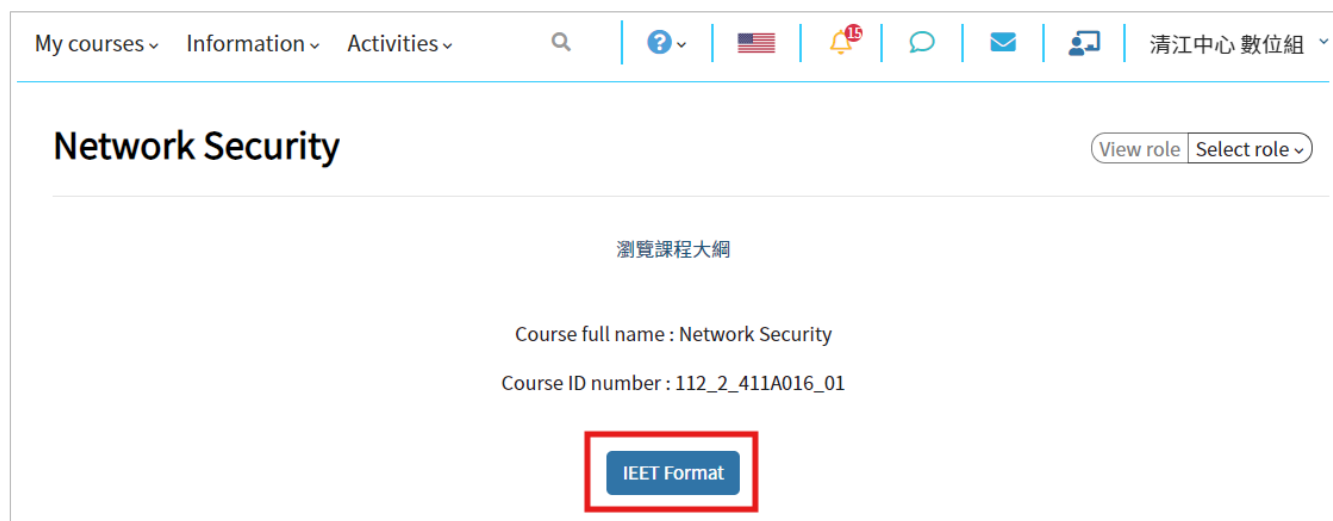 My courses Information Activities 15 清江中心 數位組
Network Security
View role Select role
瀏覽課程大綱
Course full name : Network Security
Course ID number : 112_2_411A016_01
IEET Format